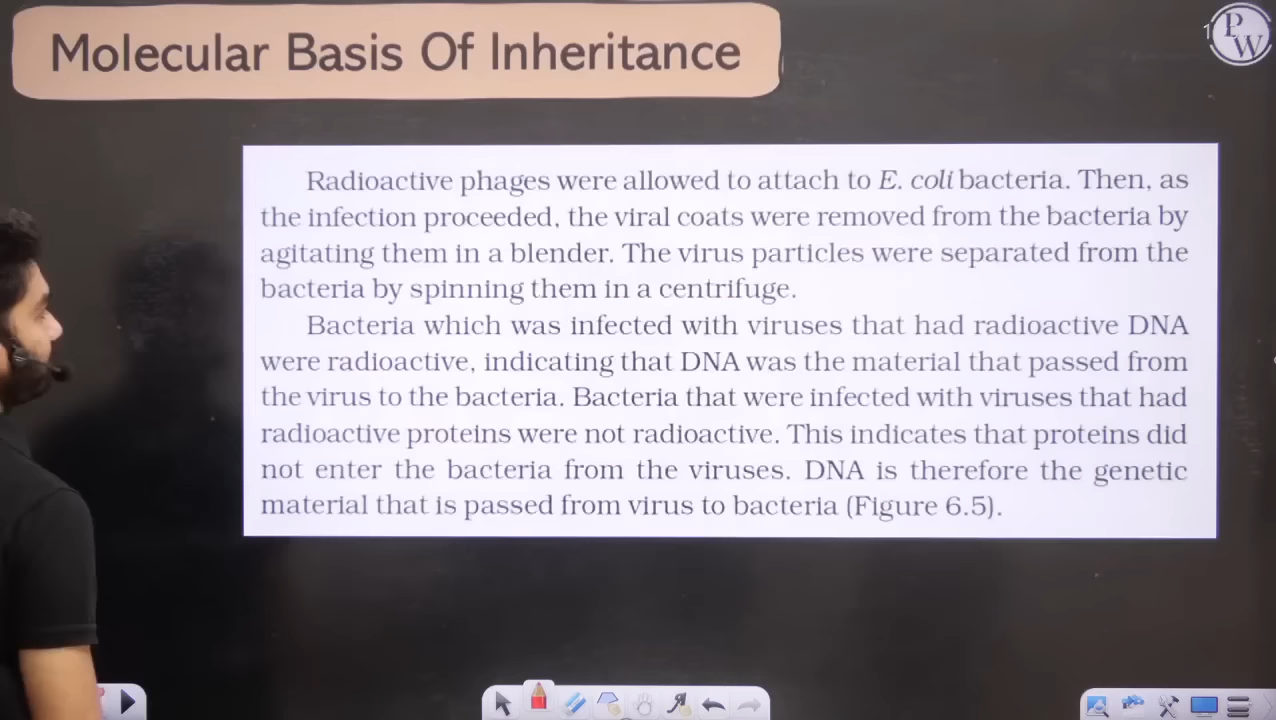 Molecular Basis Of Inheritance
PW
Radioactive phages were allowed to attach to E. coli bacteria. Then, as
the infection proceeded, the viral coats were removed from the bacteria by
agitating them in a blender. The virus particles were separated from the
bacteria by spinning them in a centrifuge.
Bacteria which was infected with viruses that had radioactive DNA
were radioactive, indicating that DNA was the material that passed from
the virus to the bacteria. Bacteria that were infected with viruses that had
radioactive proteins were not radioactive. This indicates that proteins did
not enter the bacteria from the viruses. DNA is therefore the genetic
material that is passed from virus to bacteria (Figure 6.5).